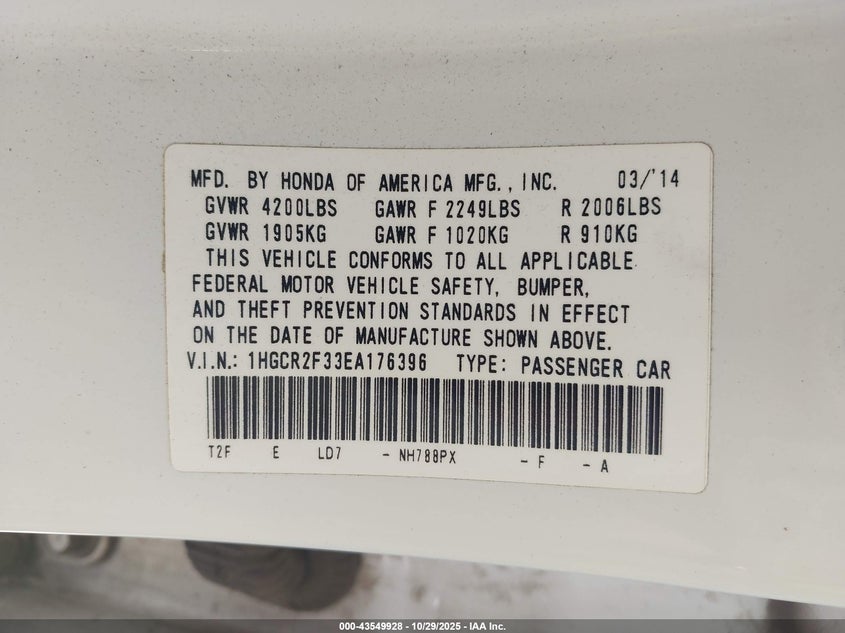 MFD. BY HONDA OF AMERICA MFG., INC. 03/'14
GVWR 4200LBS GAWR F 2249LBS R 2006LBS
GVWR 1905KG GAWR F 1020KG R 910KG
THIS VEHICLE CONFORMS TO ALL APPLICABLE
FEDERAL MOTOR VEHICLE SAFETY, BUMPER,
AND THEFT PREVENTION STANDARDS IN EFFECT
ON THE DATE OF MANUFACTURE SHOWN ABOVE.
V.I.N.: 1HGCR2F33EA176396 TYPE: PASSENGER CAR
T2F E LD7 - NH788PX - F - A
000-43549928 - 10/29/2025 - IAA Inc.